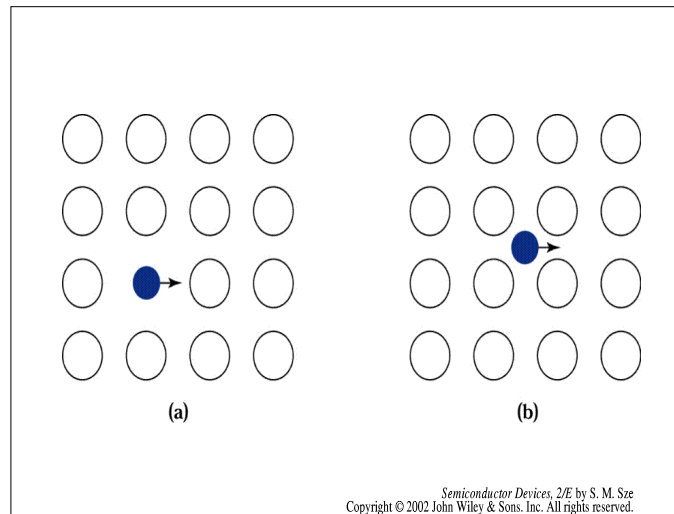 (a)
(b)
Semiconductor Devices, 2/E by S. M. Sze
Copyright © 2002 John Wiley & Sons. Inc. All rights reserved.